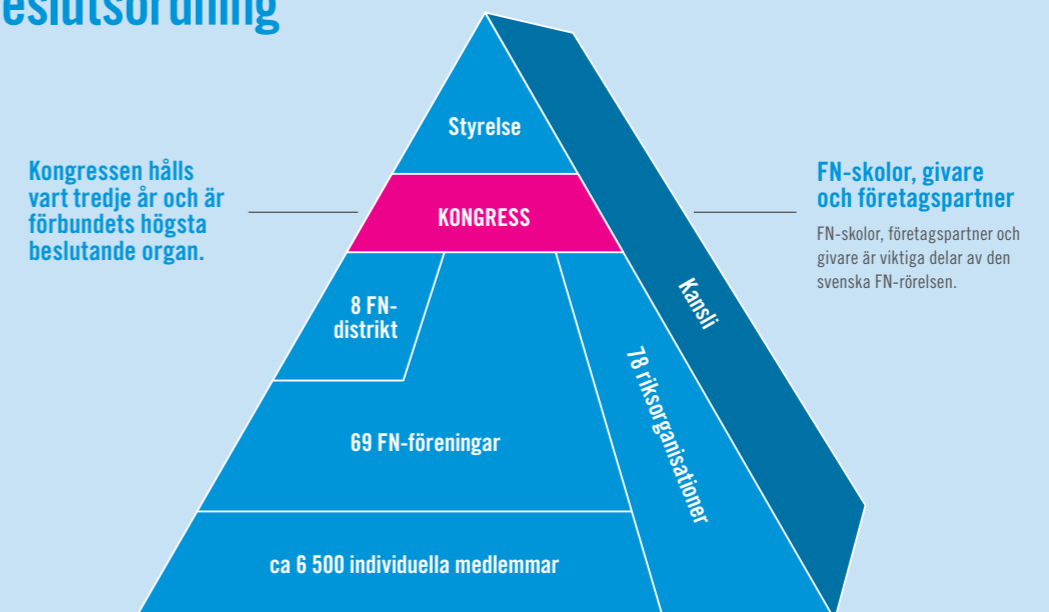 eslutsordning
Styrelse
Kongressen hålls
vart tredje år och är
förbundets högsta
beslutande organ.
KONGRESS
FN-skolor, givare
och företagspartner
FN-skolor, företagspartner och
givare är viktiga delar av den
svenska FN-rörelsen.
Kansli
8 FN-
distrikt
78 riksorganisationer
69 FN-föreningar
ca 6 500 individuella medlemmar